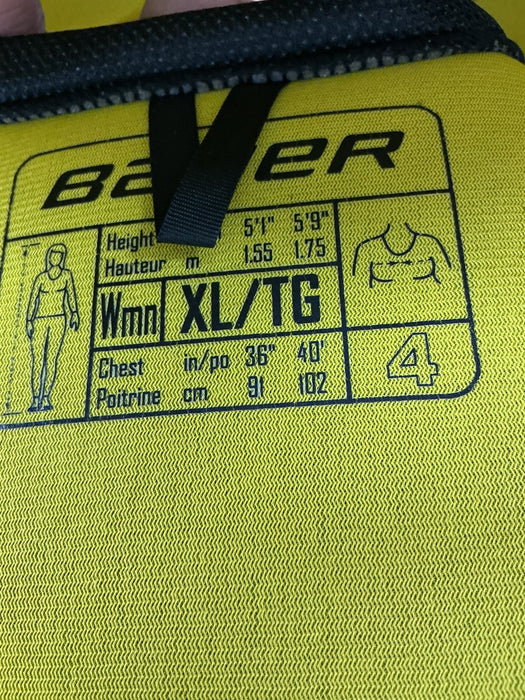 BAUER
Height 5'1" 5'9"
Hauteur m 1.55 1.75
Wmn XL/TG
Chest in/po 36" 40'
Poitrine cm 91 102
4